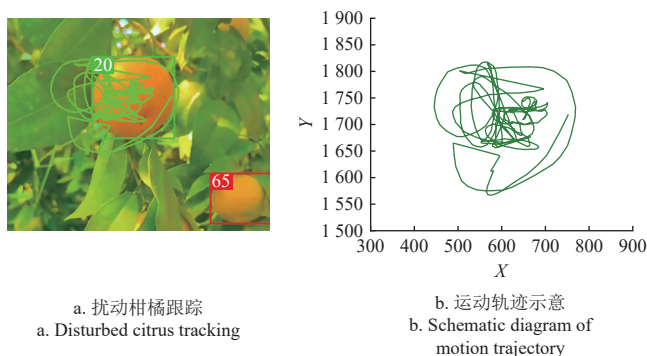 20
65
1 900
1 850
1 800
1 750
1 700
1 650
1 600
1 550
1 500
Y
300 400 500 600 700 800 900
X
a. 扰动柑橘跟踪
a. Disturbed citrus tracking
b. 运动轨迹示意
b. Schematic diagram of
motion trajectory